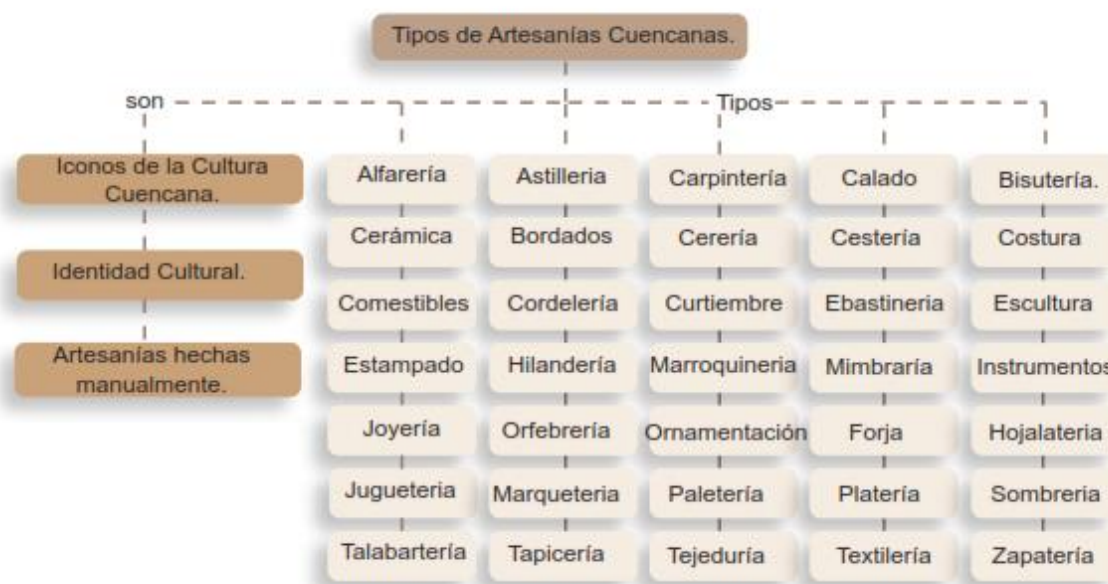 Tipos de Artesanías Cuencanas.
son
Tipos
Iconos de la Cultura
Cuencana.
Identidad Cultural.
Artesanías hechas
manualmente.
Alfarería
Astilleria
Carpintería
Calado
Bisutería.
Cerámica
Bordados
Cerería
Cestería
Costura
Comestibles
Cordelería
Curtiembre
Ebastineria
Escultura
Estampado
Hilandería
Marroquineria
Mimbraría
Instrumentos
Joyería
Orfebrería
Ornamentación
Forja
Hojalateria
Jugueteria
Marqueteria
Paletería
Platería
Sombreria
Talabartería
Tapicería
Tejeduría
Textilería
Zapatería